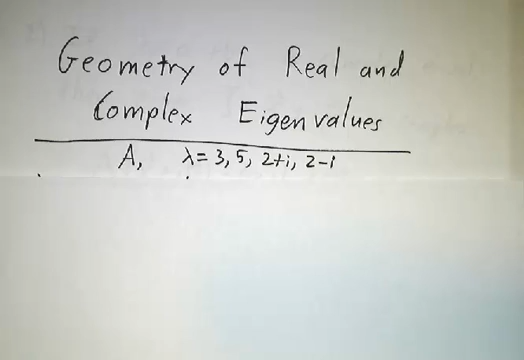 Geometry of Real and
Complex Eigenvalues
A, λ = 3, 5, 2+i, 2-i